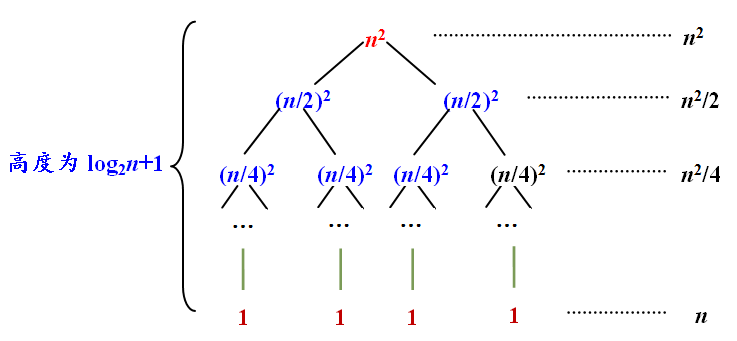 n² ........................ n²
(n/2)² (n/2)² ............... n²/2
高度为 log₂n+1
(n/4)² (n/4)² (n/4)² (n/4)² .......... n²/4
... ... ... ...
1 1 1 1 .......... n